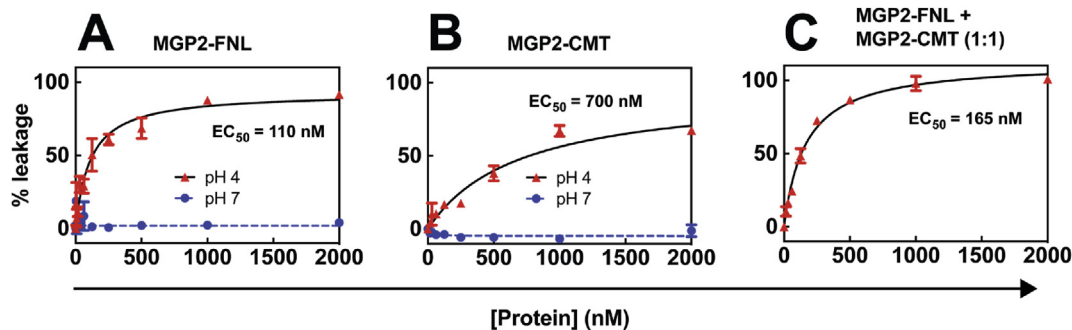 A
MGP2-FNL
% leakage
100
50
0
EC50 = 110 nM
pH 4
pH 7
0 500 1000 1500 2000
B
MGP2-CMT
100
50
0
EC50 = 700 nM
pH 4
pH 7
0 500 1000 1500 2000
C
MGP2-FNL +
MGP2-CMT (1:1)
100
50
0
EC50 = 165 nM
0 500 1000 1500 2000
[Protein] (nM)